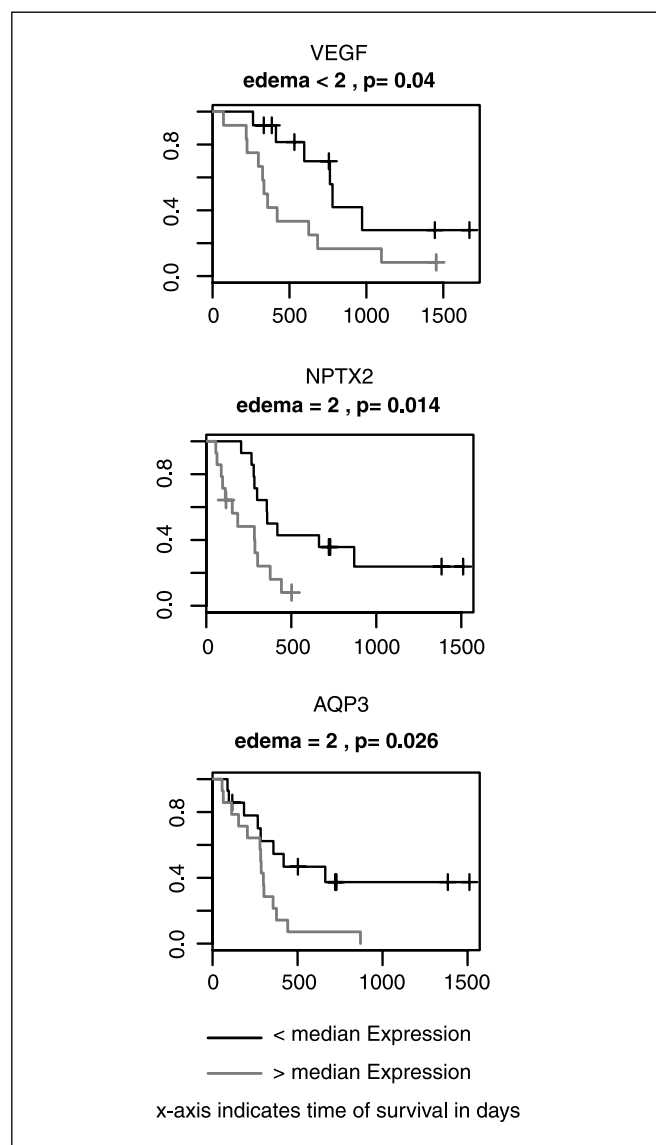 VEGF
edema < 2 , p= 0.04
0.8
0.4
0.0
0 500 1000 1500
NPTX2
edema = 2 , p= 0.014
0.8
0.4
0.0
0 500 1000 1500
AQP3
edema = 2 , p= 0.026
0.8
0.4
0.0
0 500 1000 1500
< median Expression
> median Expression
x-axis indicates time of survival in days